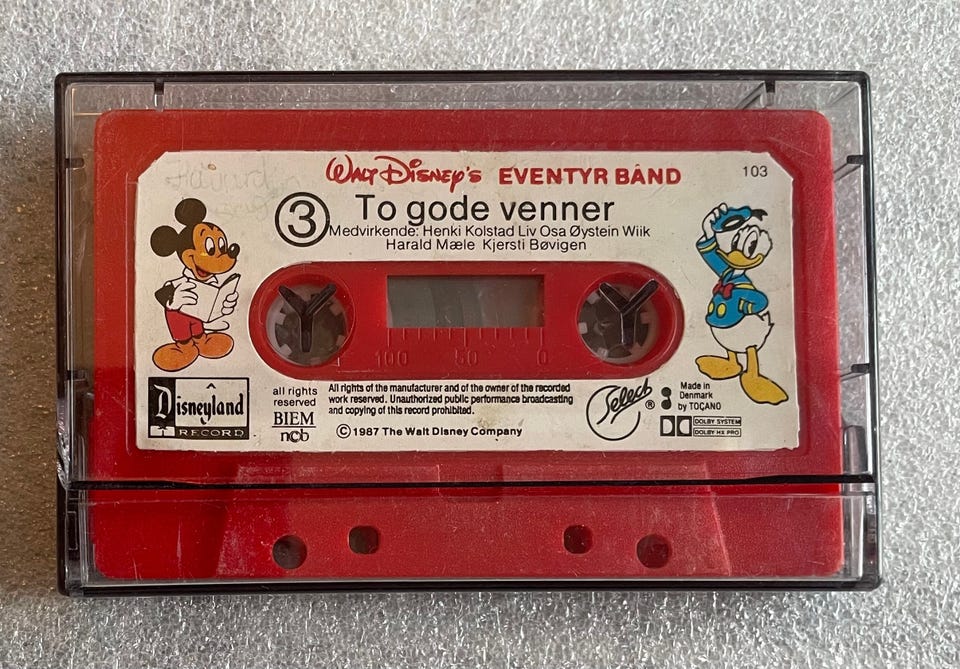 Walt Disney's EVENTYR BÅND
103
3 To gode venner
Medvirkende: Henki Kolstad Liv Osa Øystein Wiik
Harald Mæle Kjersti Bøvigen
100 50 0
Disneyland
RECORD
all rights
reserved
BIEM
ncb
All rights of the manufacturer and of the owner of the recorded
work reserved. Unauthorized public performance broadcasting
and copying of this record prohibited.
©1987 The Walt Disney Company
Select ®
Made in
Denmark
by TOCANO
DOLBY SYSTEM
DOLBY HX PRO